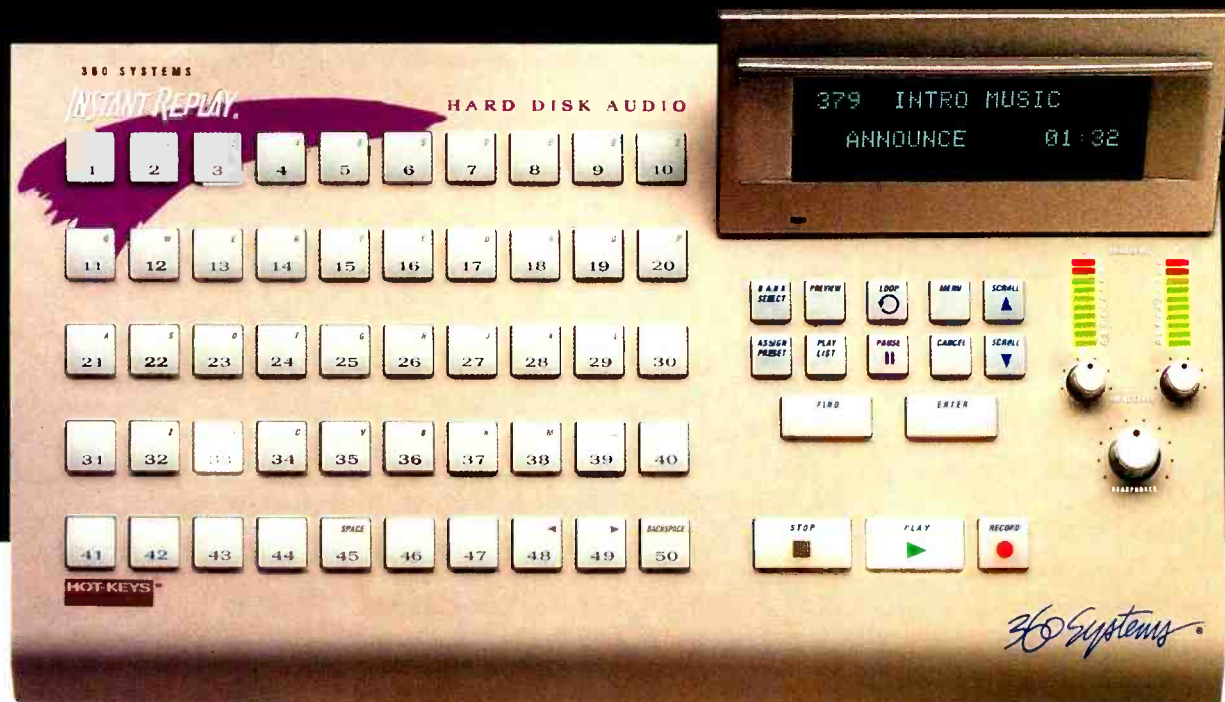 360 SYSTEMS
INSTANT REPLAY®
HARD DISK AUDIO
379 INTRO MUSIC
ANNOUNCE 01:32
1 2 3 4 5 6 7 8 9 10
Q 11 W 12 E 13 R 14 T 15 Y 16 U 17 18 19 P 20
A 21 S 22 D 23 F 24 G 25 H 26 J 27 K 28 L 29 30
31 Z 32 33 C 34 V 35 B 36 N 37 M 38 39 40
41 42 43 44 SPACE 45 46 47 ◄ 48 ► 49 BACKSPACE 50
HOT-KEYS
BANK SELECT PREVIEW LOOP MENU SCROLL ▲
ASSIGN PRESET PLAY LIST PAUSE CANCEL SCROLL ▼
FIND ENTER
STOP PLAY RECORD
HEADPHONES
360 Systems®